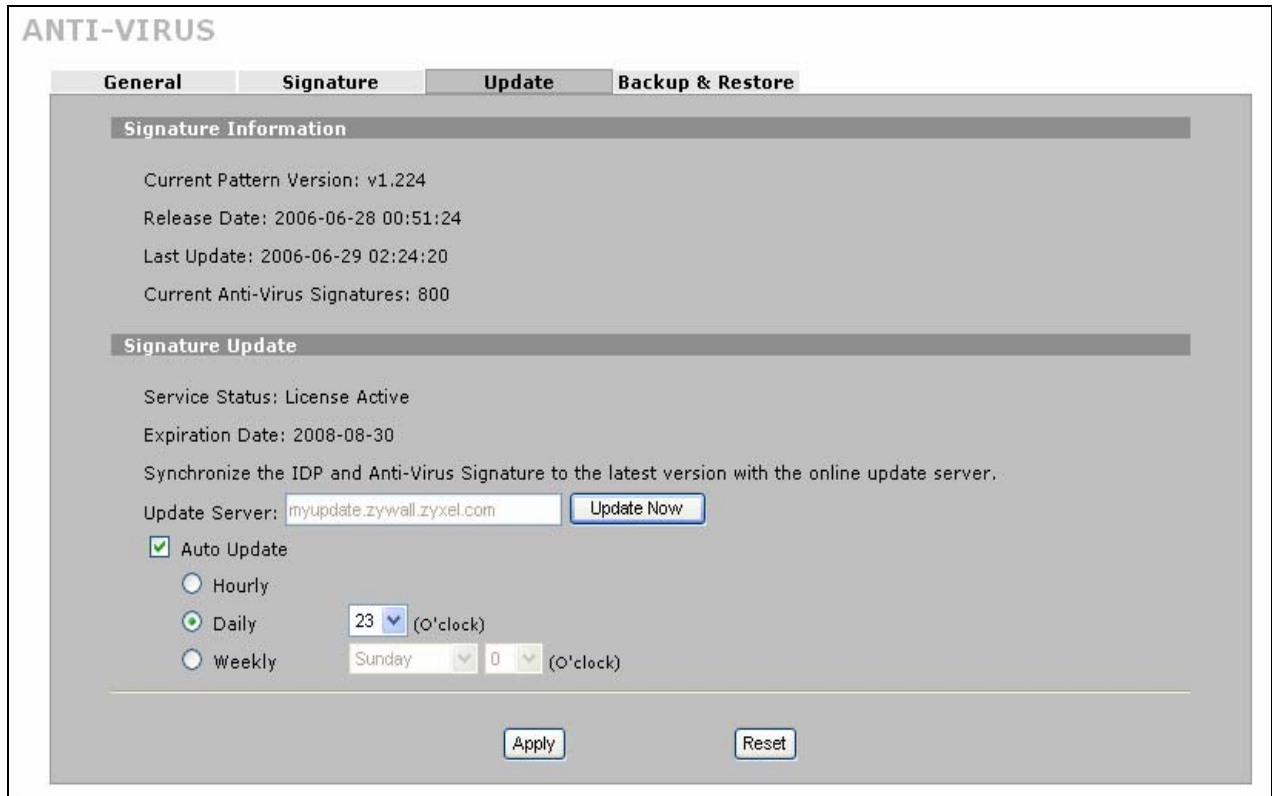 ANTI-VIRUS
General Signature Update Backup & Restore
Signature Information
Current Pattern Version: v1.224
Release Date: 2006-06-28 00:51:24
Last Update: 2006-06-29 02:24:20
Current Anti-Virus Signatures: 800
Signature Update
Service Status: License Active
Expiration Date: 2008-08-30
Synchronize the IDP and Anti-Virus Signature to the latest version with the online update server.
Update Server: myupdate.zywall.zyxel.com Update Now
Auto Update
Hourly
Daily 23 (O'clock)
Weekly Sunday 0 (O'clock)
Apply Reset